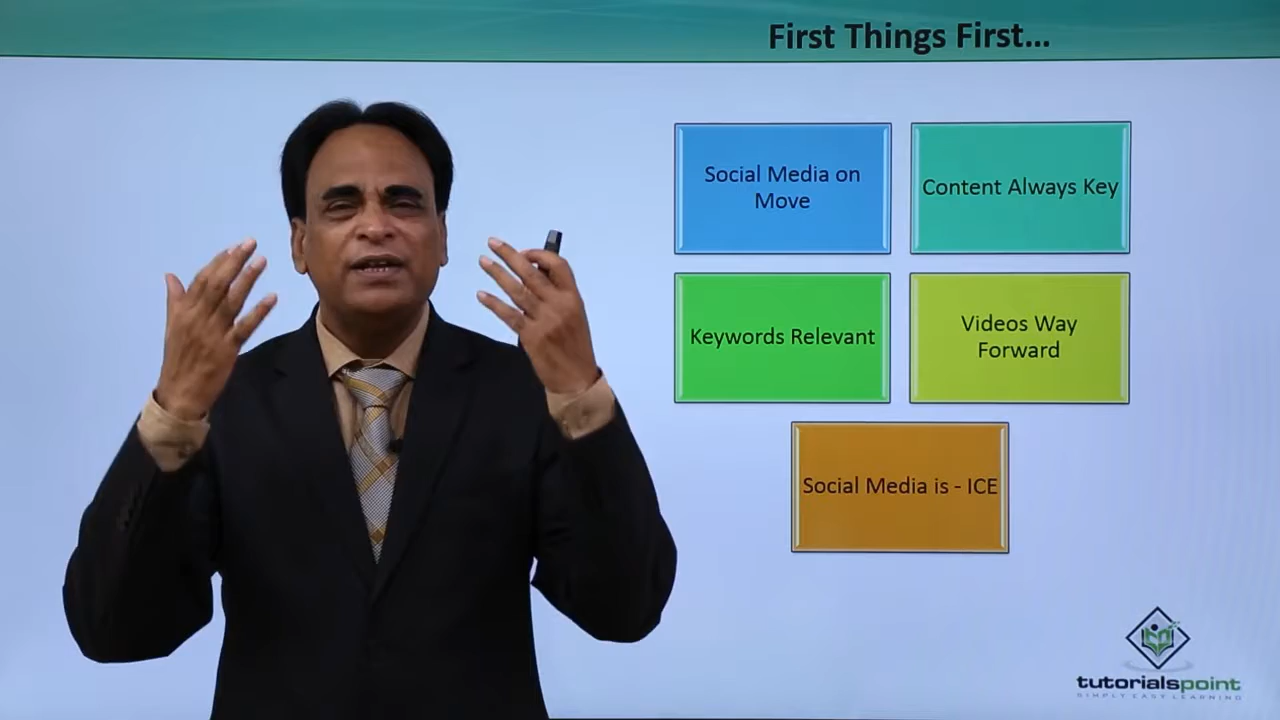 First Things First...
Social Media on
Move
Content Always Key
Keywords Relevant
Videos Way
Forward
Social Media is - ICE
tutorialspoint
SIMPLY EASY LEARNING